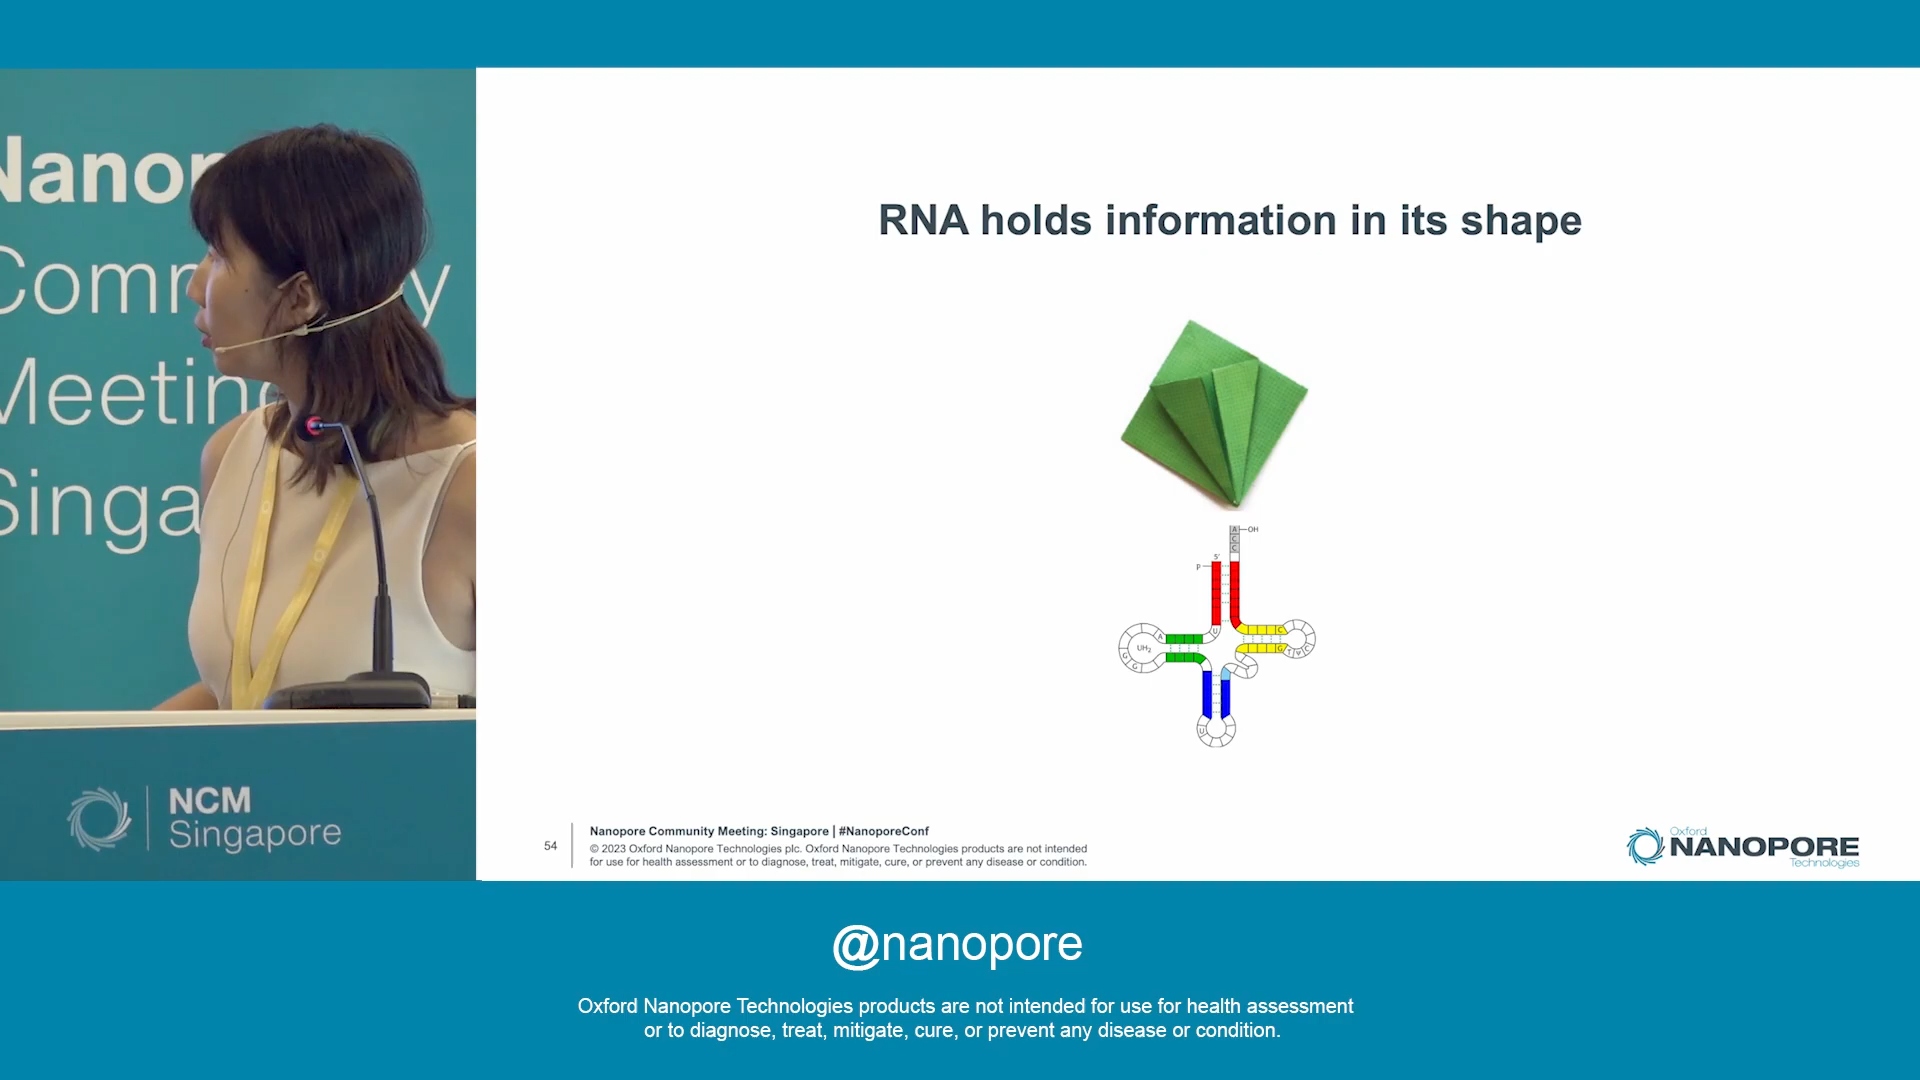 Nanop
Comm y
Meeting
Singa
NCM
Singapore
RNA holds information in its shape
A OH
C
C
5'
P
U
A
UH2
G
G
C
G T Ψ C
U
54
Nanopore Community Meeting: Singapore | #NanoporeConf
© 2023 Oxford Nanopore Technologies plc. Oxford Nanopore Technologies products are not intended
for use for health assessment or to diagnose, treat, mitigate, cure, or prevent any disease or condition.
Oxford
NANOPORE
Technologies
@nanopore
Oxford Nanopore Technologies products are not intended for use for health assessment
or to diagnose, treat, mitigate, cure, or prevent any disease or condition.